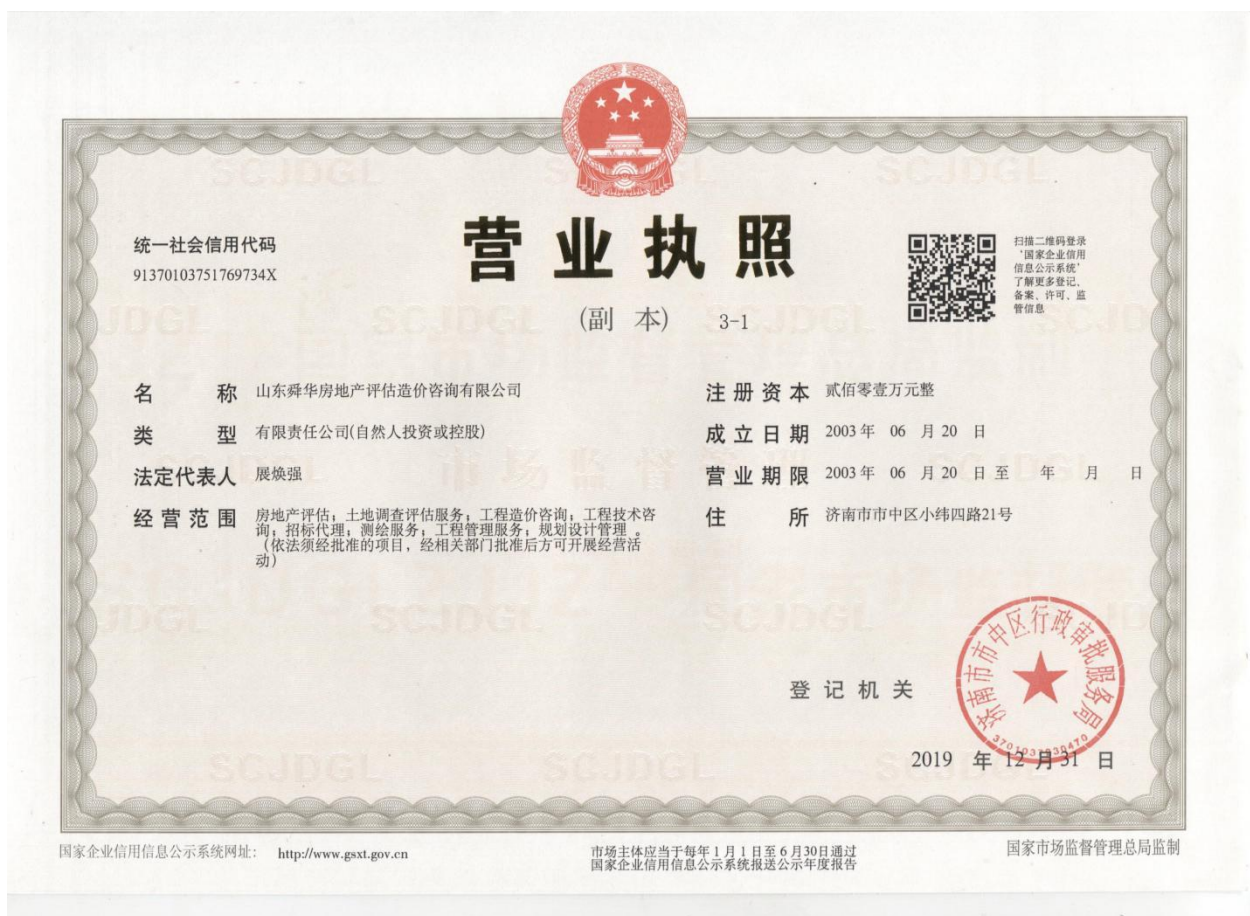 统一社会信用代码
91370103751769734X
营业执照
(副 本) 3-1
扫描二维码登录
'国家企业信用
信息公示系统'
了解更多登记、
备案、许可、监
管信息
名 称 山东舜华房地产评估造价咨询有限公司
类 型 有限责任公司(自然人投资或控股)
法定代表人 展焕强
经营范围 房地产评估；土地调查评估服务；工程造价咨询；工程技术咨
询；招标代理；测绘服务；工程管理服务；规划设计管理 。
(依法须经批准的项目，经相关部门批准后方可开展经营活
动)
注册资本 贰佰零壹万元整
成立日期 2003 年 06 月 20 日
营业期限 2003 年 06 月 20 日 至 年 月 日
住 所 济南市市中区小纬四路21号
登记机关
济南市市中区行政审批服务局
2019 年 12 月 31 日
国家企业信用信息公示系统网址： http://www.gsxt.gov.cn
市场主体应当于每年 1 月 1 日至 6 月30日通过
国家企业信用信息公示系统报送公示年度报告
国家市场监督管理总局监制
SCJDGL